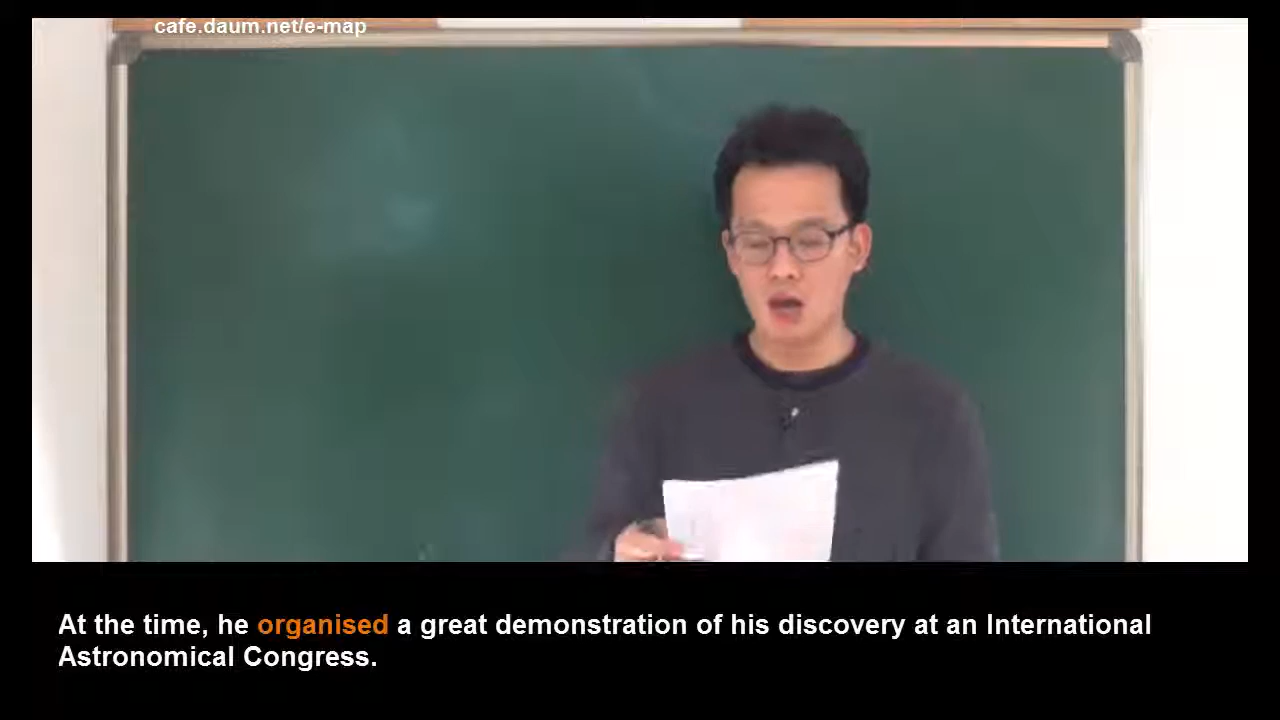 cafe.daum.net/e-map
At the time, he organised a great demonstration of his discovery at an International
Astronomical Congress.